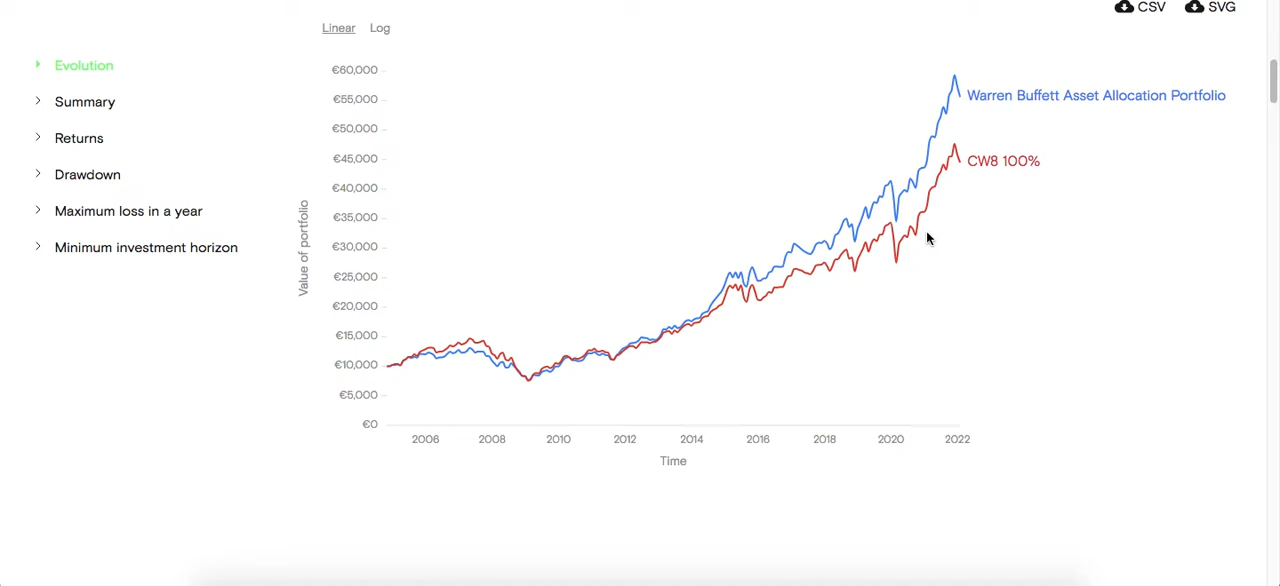 CSV SVG
Linear Log
Evolution
Summary
Returns
Drawdown
Maximum loss in a year
Minimum investment horizon
Value of portfolio
€60,000
€55,000
€50,000
€45,000
€40,000
€35,000
€30,000
€25,000
€20,000
€15,000
€10,000
€5,000
€0
Warren Buffett Asset Allocation Portfolio
CW8 100%
2006 2008 2010 2012 2014 2016 2018 2020 2022
Time